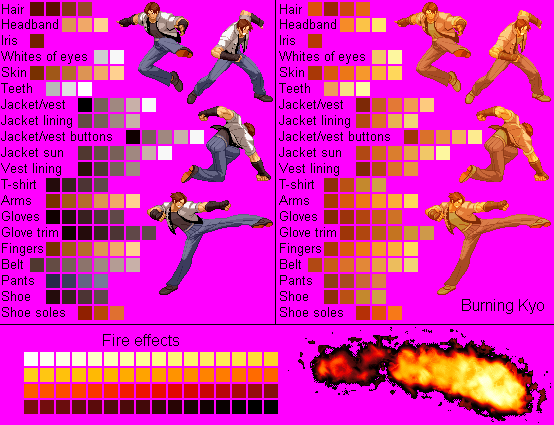 Hair
Headband
Iris
Whites of eyes
Skin
Teeth
Jacket/vest
Jacket lining
Jacket/vest buttons
Jacket sun
Vest lining
T-shirt
Arms
Gloves
Glove trim
Fingers
Belt
Pants
Shoe
Shoe soles
Hair
Headband
Iris
Whites of eyes
Skin
Teeth
Jacket/vest
Jacket lining
Jacket/vest buttons
Jacket sun
Vest lining
T-shirt
Arms
Gloves
Glove trim
Fingers
Belt
Pants
Shoe
Shoe soles
Burning Kyo
Fire effects